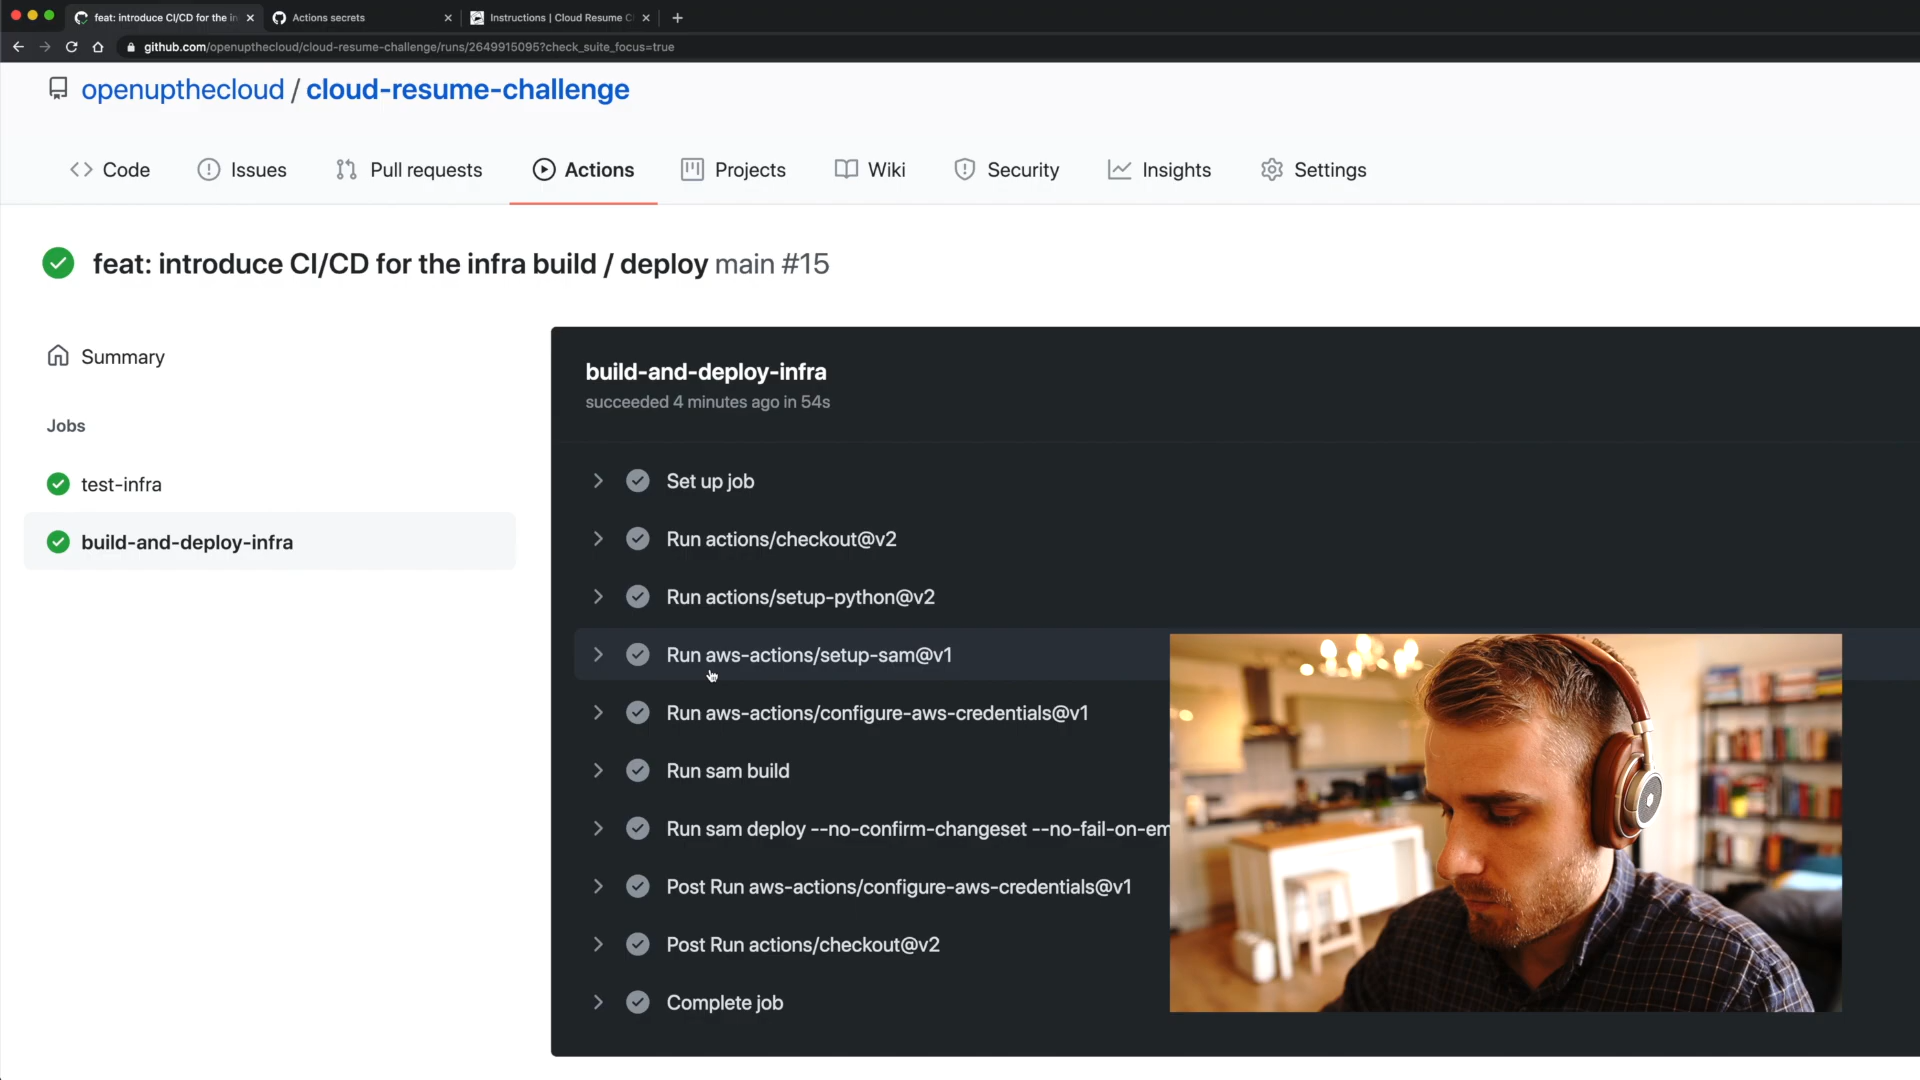 feat: introduce CI/CD for the in
Actions secrets
Instructions | Cloud Resume C
github.com/openupthecloud/cloud-resume-challenge/runs/2649915095?check_suite_focus=true
openupthecloud / cloud-resume-challenge
Code
Issues
Pull requests
Actions
Projects
Wiki
Security
Insights
Settings
feat: introduce CI/CD for the infra build / deploy main #15
Summary
Jobs
test-infra
build-and-deploy-infra
build-and-deploy-infra
succeeded 4 minutes ago in 54s
Set up job
Run actions/checkout@v2
Run actions/setup-python@v2
Run aws-actions/setup-sam@v1
Run aws-actions/configure-aws-credentials@v1
Run sam build
Run sam deploy --no-confirm-changeset --no-fail-on-em
Post Run aws-actions/configure-aws-credentials@v1
Post Run actions/checkout@v2
Complete job